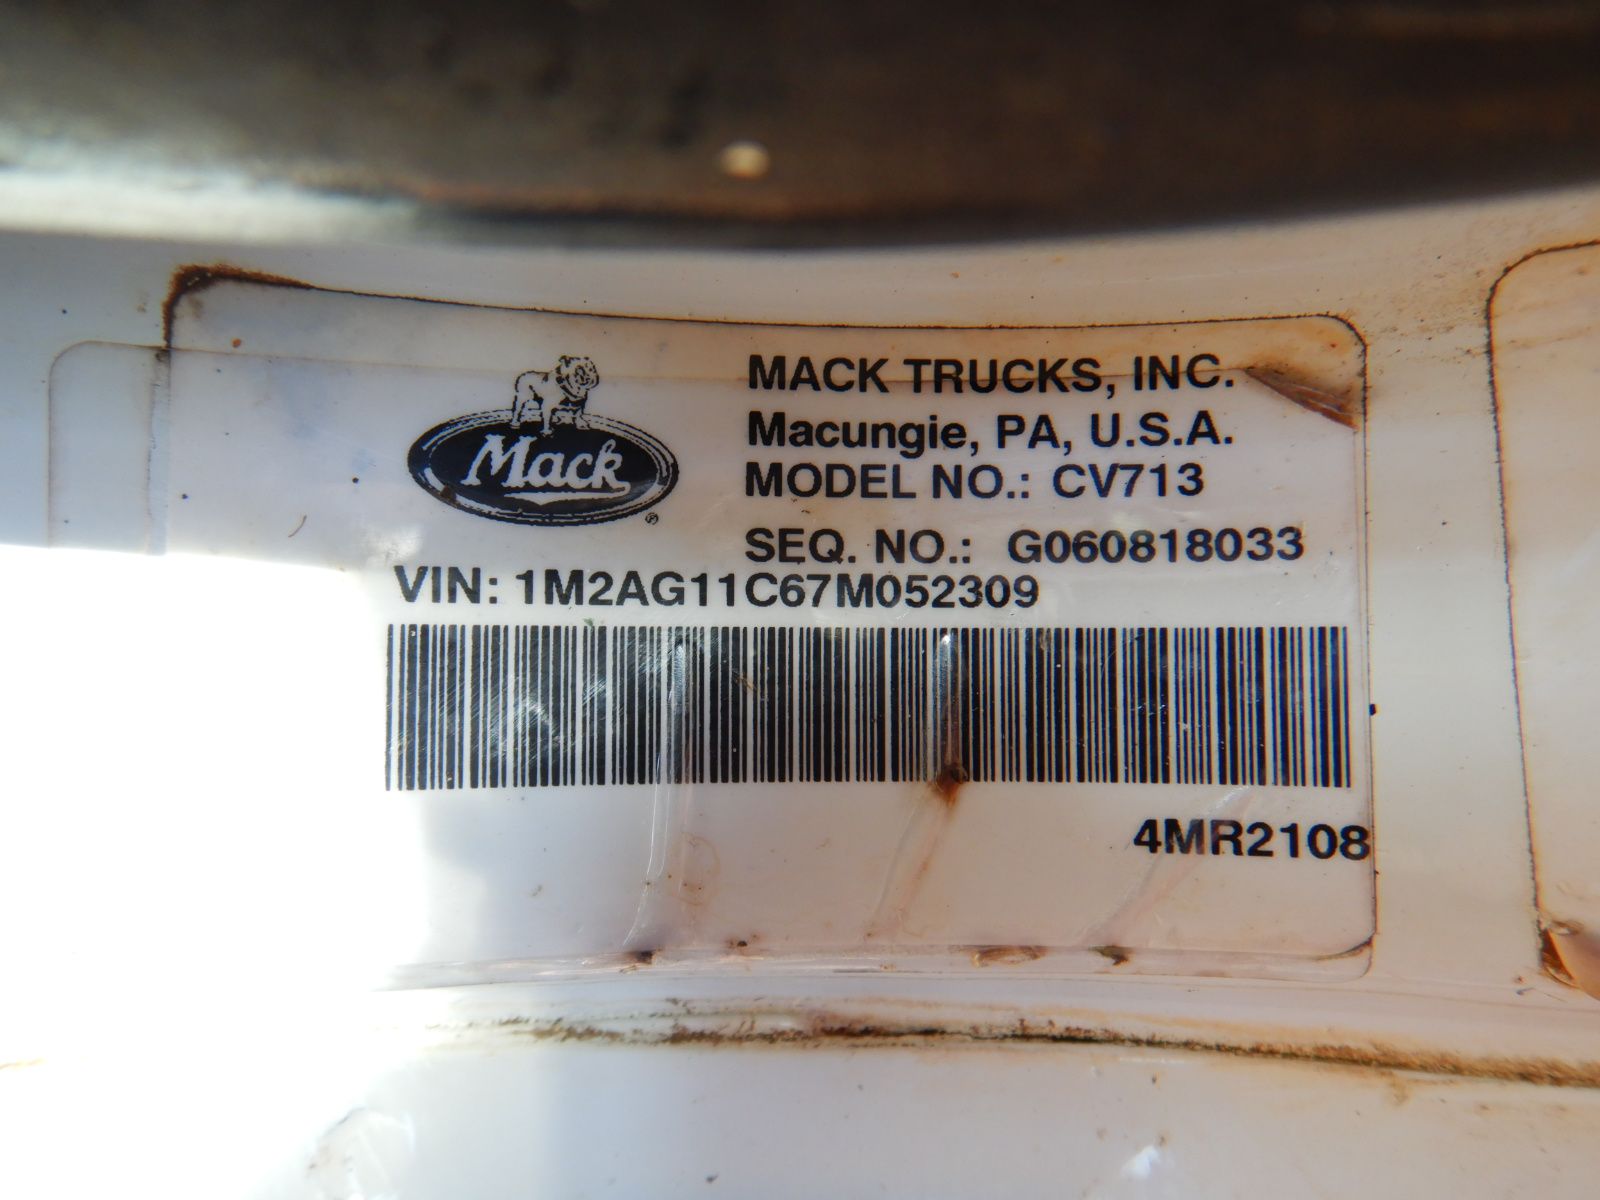 Mack
®
MACK TRUCKS, INC.
Macungie, PA, U.S.A.
MODEL NO.: CV713
SEQ. NO.: G060818033
VIN: 1M2AG11C67M052309
4MR2108